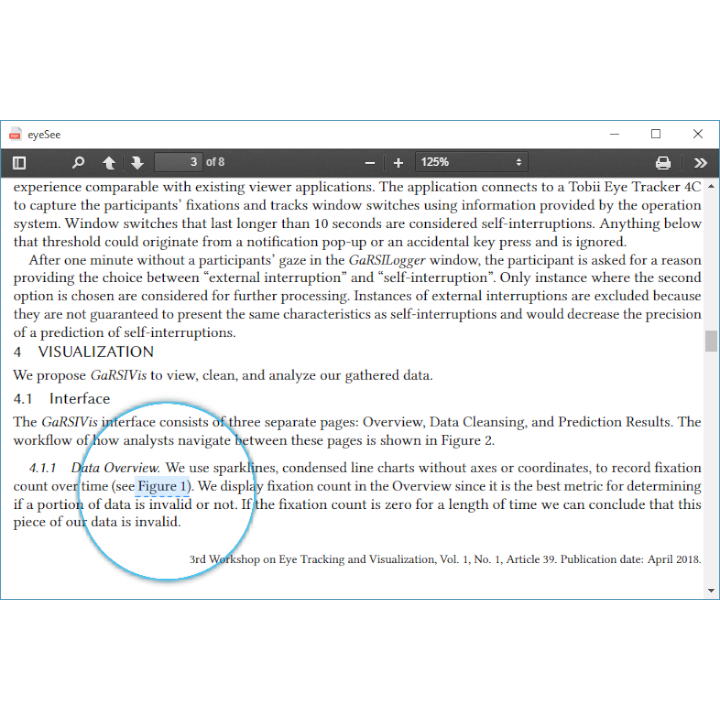 eyeSee
3 of 8
125%
experience comparable with existing viewer applications. The application connects to a Tobii Eye Tracker 4C
to capture the participants' fixations and tracks window switches using information provided by the operation
system. Window switches that last longer than 10 seconds are considered self-interruptions. Anything below
that threshold could originate from a notification pop-up or an accidental key press and is ignored.
After one minute without a participants' gaze in the GaRSILogger window, the participant is asked for a reason
providing the choice between “external interruption” and “self-interruption”. Only instance where the second
option is chosen are considered for further processing. Instances of external interruptions are excluded because
they are not guaranteed to present the same characteristics as self-interruptions and would decrease the precision
of a prediction of self-interruptions.
4 VISUALIZATION
We propose GaRSIVis to view, clean, and analyze our gathered data.
4.1 Interface
The GaRSIVis interface consists of three separate pages: Overview, Data Cleansing, and Prediction Results. The
workflow of how analysts navigate between these pages is shown in Figure 2.
4.1.1 Data Overview. We use sparklines, condensed line charts without axes or coordinates, to record fixation
count over time (see Figure 1). We display fixation count in the Overview since it is the best metric for determining
if a portion of data is invalid or not. If the fixation count is zero for a length of time we can conclude that this
piece of our data is invalid.
3rd Workshop on Eye Tracking and Visualization, Vol. 1, No. 1, Article 39. Publication date: April 2018.